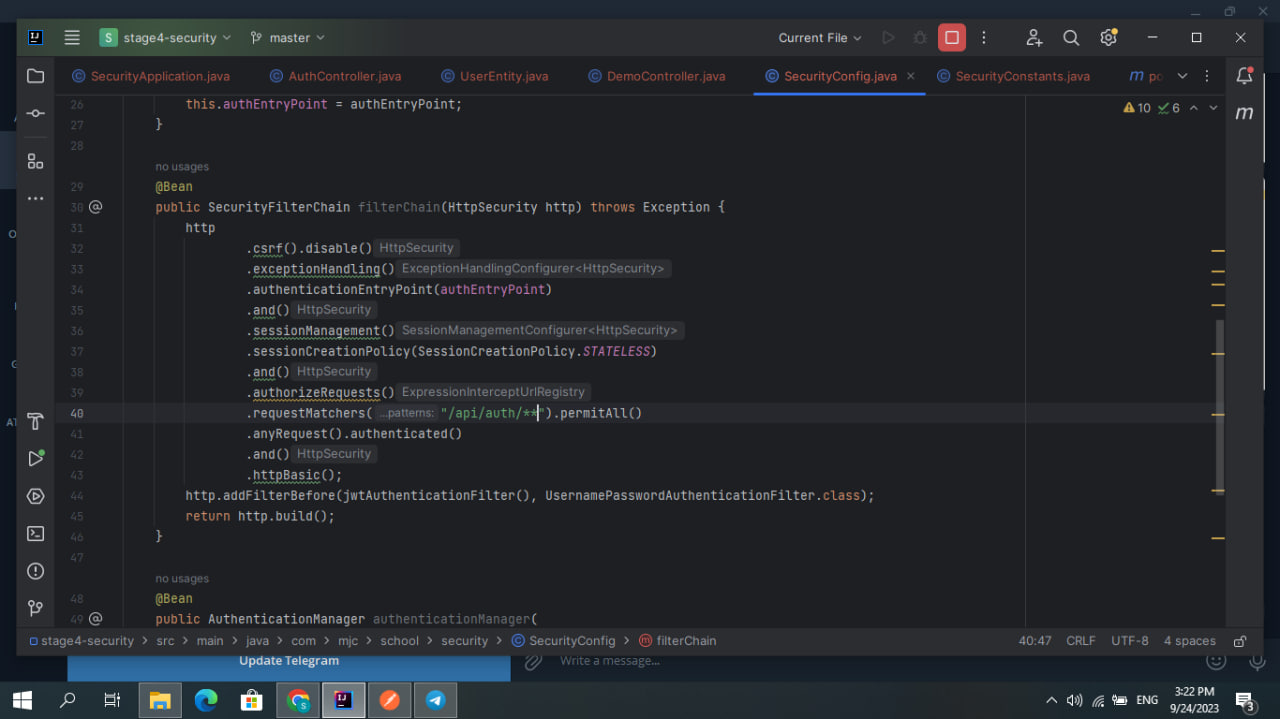 S stage4-security master Current File
SecurityApplication.java AuthController.java UserEntity.java DemoController.java SecurityConfig.java SecurityConstants.java m po
26 this.authEntryPoint = authEntryPoint; 10 6
27 }
28
no usages
29 @Bean
30 public SecurityFilterChain filterChain(HttpSecurity http) throws Exception {
31 http
32 .csrf().disable() HttpSecurity
33 .exceptionHandling() ExceptionHandlingConfigurer<HttpSecurity>
34 .authenticationEntryPoint(authEntryPoint)
35 .and() HttpSecurity
36 .sessionManagement() SessionManagementConfigurer<HttpSecurity>
37 .sessionCreationPolicy(SessionCreationPolicy.STATELESS)
38 .and() HttpSecurity
39 .authorizeRequests() ExpressionInterceptUrlRegistry
40 .requestMatchers( ...patterns: "/api/auth/**").permitAll()
41 .anyRequest().authenticated()
42 .and() HttpSecurity
43 .httpBasic();
44 http.addFilterBefore(jwtAuthenticationFilter(), UsernamePasswordAuthenticationFilter.class);
45 return http.build();
46 }
47
no usages
48 @Bean
49 public AuthenticationManager authenticationManager(
stage4-security > src > main > java > com > mjc > school > security > SecurityConfig > filterChain 40:47 CRLF UTF-8 4 spaces
Update Telegram Write a message...
ENG 3:22 PM
9/24/2023 3